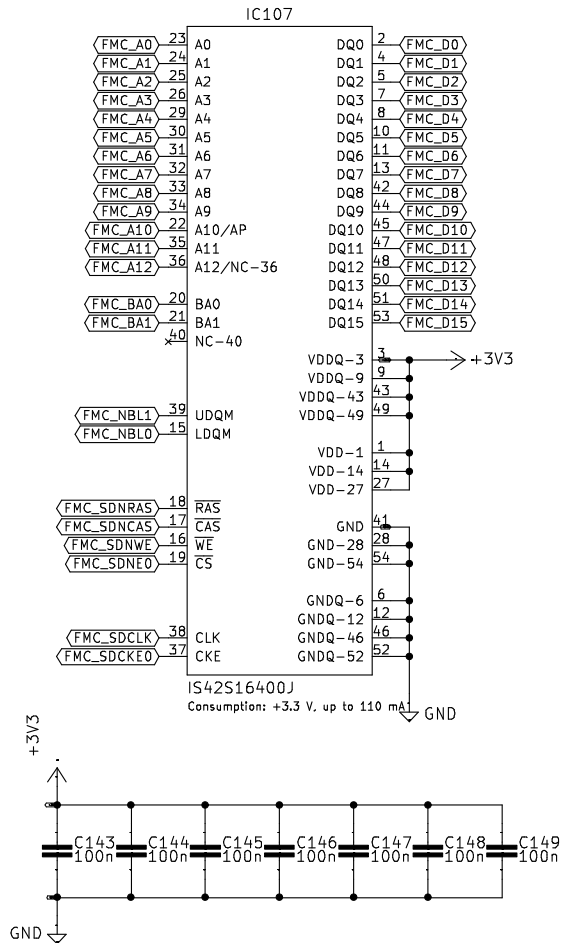 IC107
FMC_A0 23 A0 DQ0 2 FMC_D0
FMC_A1 24 A1 DQ1 4 FMC_D1
FMC_A2 25 A2 DQ2 5 FMC_D2
FMC_A3 26 A3 DQ3 7 FMC_D3
FMC_A4 29 A4 DQ4 8 FMC_D4
FMC_A5 30 A5 DQ5 10 FMC_D5
FMC_A6 31 A6 DQ6 11 FMC_D6
FMC_A7 32 A7 DQ7 13 FMC_D7
FMC_A8 33 A8 DQ8 42 FMC_D8
FMC_A9 34 A9 DQ9 44 FMC_D9
FMC_A10 22 A10/AP DQ10 45 FMC_D10
FMC_A11 35 A11 DQ11 47 FMC_D11
FMC_A12 36 A12/NC-36 DQ12 48 FMC_D12
DQ13 50 FMC_D13
FMC_BA0 20 BA0 DQ14 51 FMC_D14
FMC_BA1 21 BA1 DQ15 53 FMC_D15
40 NC-40
VDDQ-3 3 +3V3
VDDQ-9 9
VDDQ-43 43
FMC_NBL1 39 UDQM VDDQ-49 49
FMC_NBL0 15 LDQM
VDD-1 1
VDD-14 14
VDD-27 27
FMC_SDNRAS 18 RAS
FMC_SDNCAS 17 CAS GND 41
FMC_SDNWE 16 WE GND-28 28
FMC_SDNE0 19 CS GND-54 54
GNDQ-6 6
GNDQ-12 12
FMC_SDCLK 38 CLK GNDQ-46 46
FMC_SDCKE0 37 CKE GNDQ-52 52
IS42S16400J
Consumption: +3.3 V, up to 110 mA!
GND
+3V3
C143 C144 C145 C146 C147 C148 C149
100n 100n 100n 100n 100n 100n 100n
GND